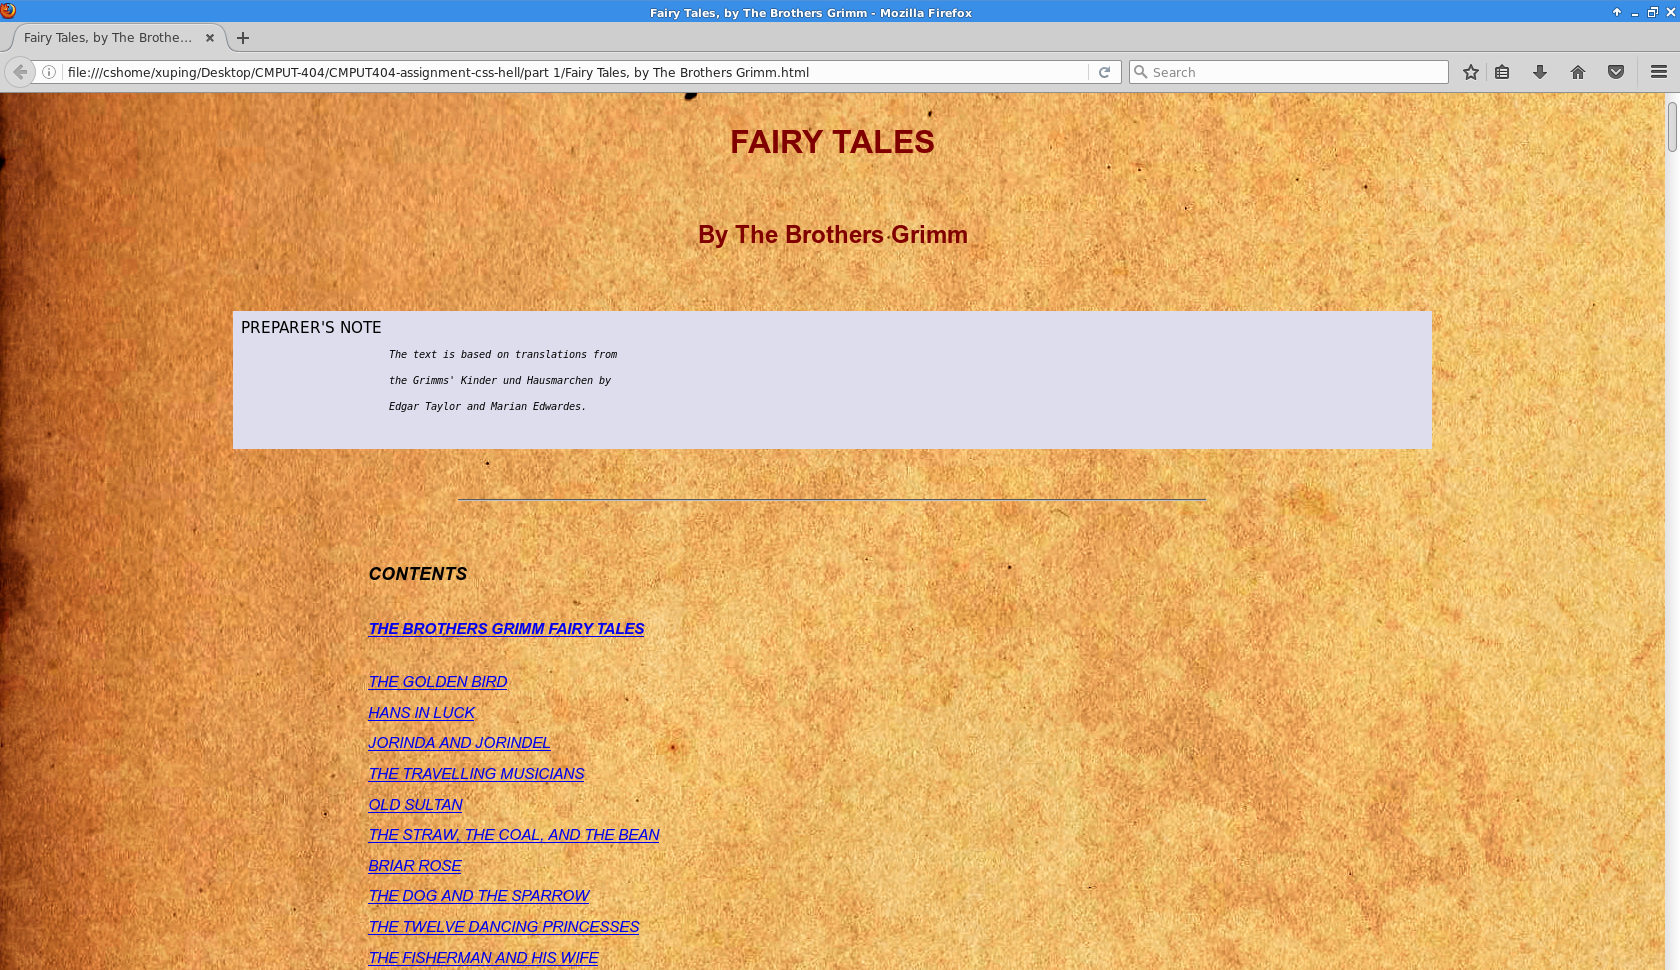 Fairy Tales, by The Brothers Grimm - Mozilla Firefox
Fairy Tales, by The Brothe...
file:///cshome/xuping/Desktop/CMPUT-404/CMPUT404-assignment-css-hell/part 1/Fairy Tales, by The Brothers Grimm.html
Search
FAIRY TALES
By The Brothers Grimm
PREPARER'S NOTE
The text is based on translations from
the Grimms' Kinder und Hausmarchen by
Edgar Taylor and Marian Edwardes.
CONTENTS
THE BROTHERS GRIMM FAIRY TALES
THE GOLDEN BIRD
HANS IN LUCK
JORINDA AND JORINDEL
THE TRAVELLING MUSICIANS
OLD SULTAN
THE STRAW, THE COAL, AND THE BEAN
BRIAR ROSE
THE DOG AND THE SPARROW
THE TWELVE DANCING PRINCESSES
THE FISHERMAN AND HIS WIFE